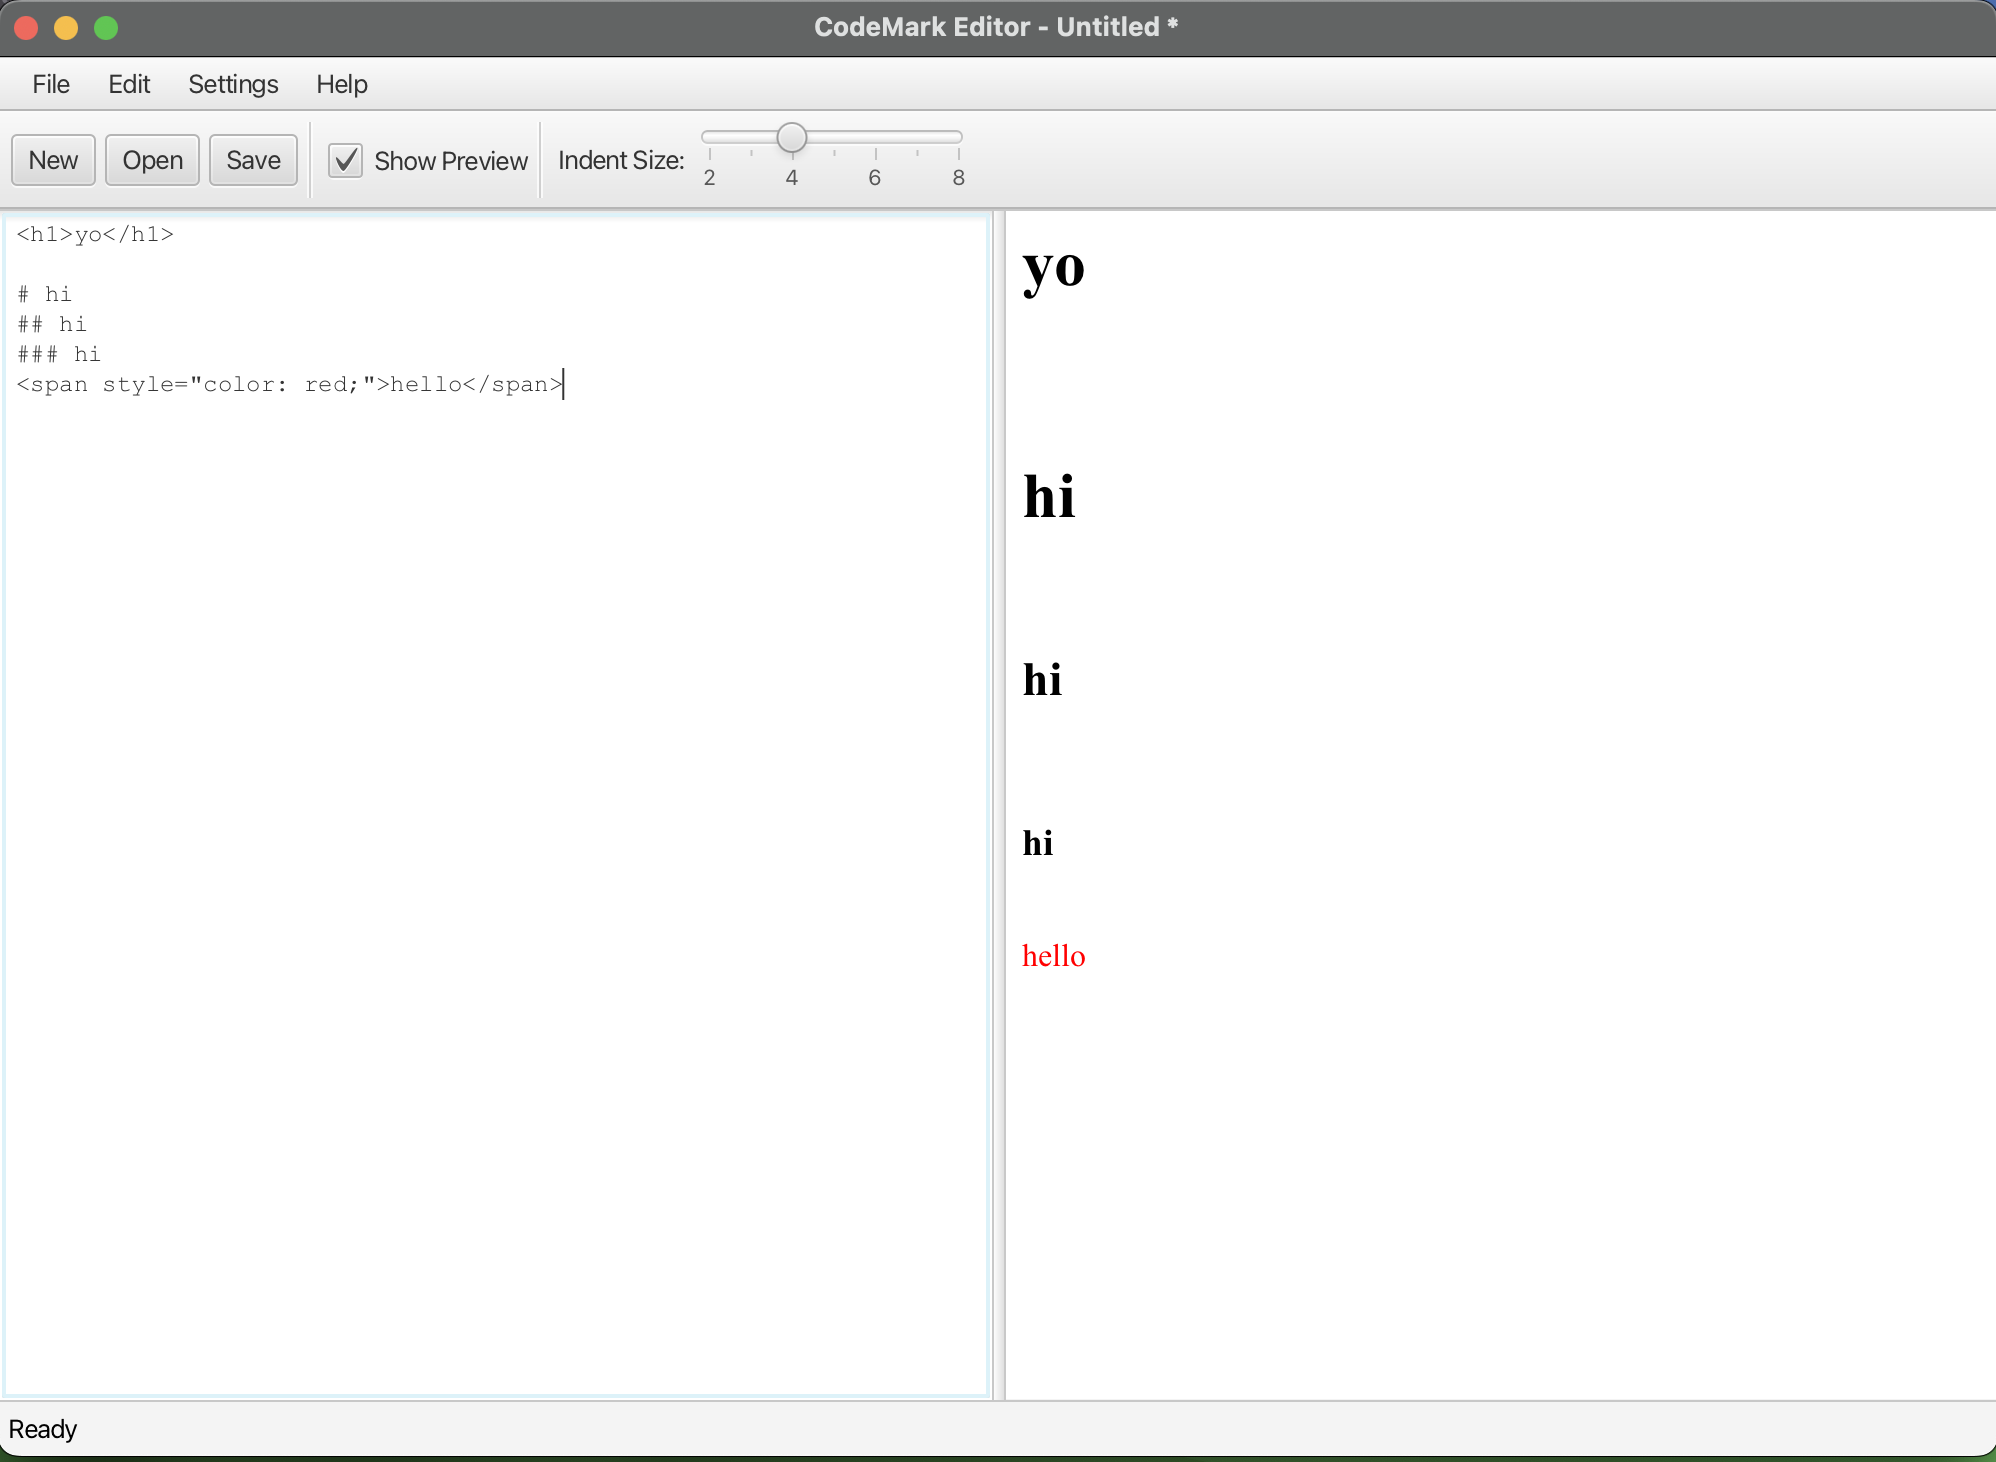 CodeMark Editor - Untitled *
File Edit Settings Help
New Open Save Show Preview Indent Size:
2 4 6 8
<h1>yo</h1>
# hi
## hi
### hi
<span style="color: red;">hello</span>
yo
hi
hi
hi
hello
Ready